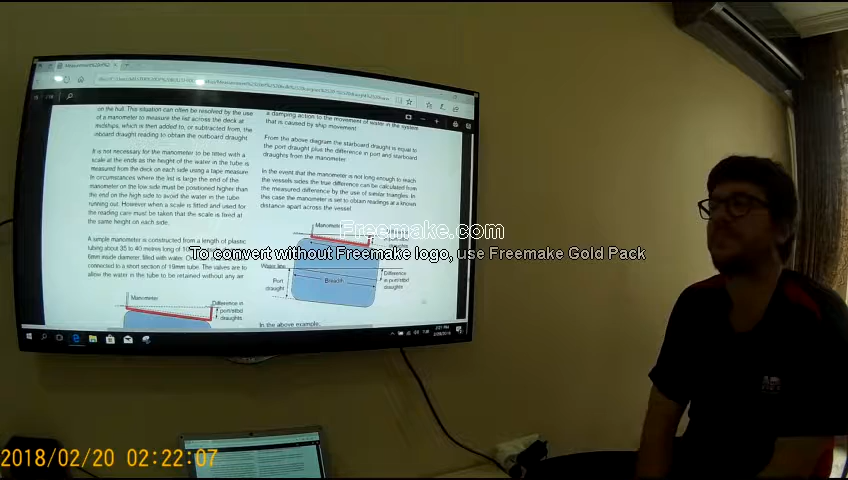 on the hull. This situation can often be resolved by the use
of a manometer to measure the list across the deck at
midships, which is then added to, or subtracted from, the
inboard draught reading to obtain the outboard draught
It is not necessary for the manometer to be fitted with a
scale at the ends as the height of the water in the tube is
measured from the deck on each side using a tape measure
In circumstances where the list is large the end of the
manometer on the low side must be positioned higher than
the end on the high side to avoid the water in the tube
running out. However when a scale is fitted and used for
the reading care must be taken that the scale is fixed at
the same height on each side.
A simple manometer is constructed from a length of plastic
tubing about 35 to 40 metres long of
6mm inside diameter, filled with water.
connected to a short section of 19mm tube. The valves are to
allow the water in the tube to be retained without any air
Manometer
Difference in
port/stbd
draughts
a damping action to the movement of water in the system
that is caused by ship movement
From the above diagram the starboard draught is equal to
the port draught plus the difference in port and starboard
draughts from the manometer
In the event that the manometer is not long enough to reach
the vessels sides the true difference can be calculated from
the measured difference by the use of similar triangles. In
this case the manometer is set to obtain readings at a known
distance apart across the vessel.
Manometer
Water line
Port
draught
Breadth
Difference
in port/stbd
draughts
In the above example,
Freemake.com
To convert without Freemake logo, use Freemake Gold Pack
2018/02/20 02:22:07